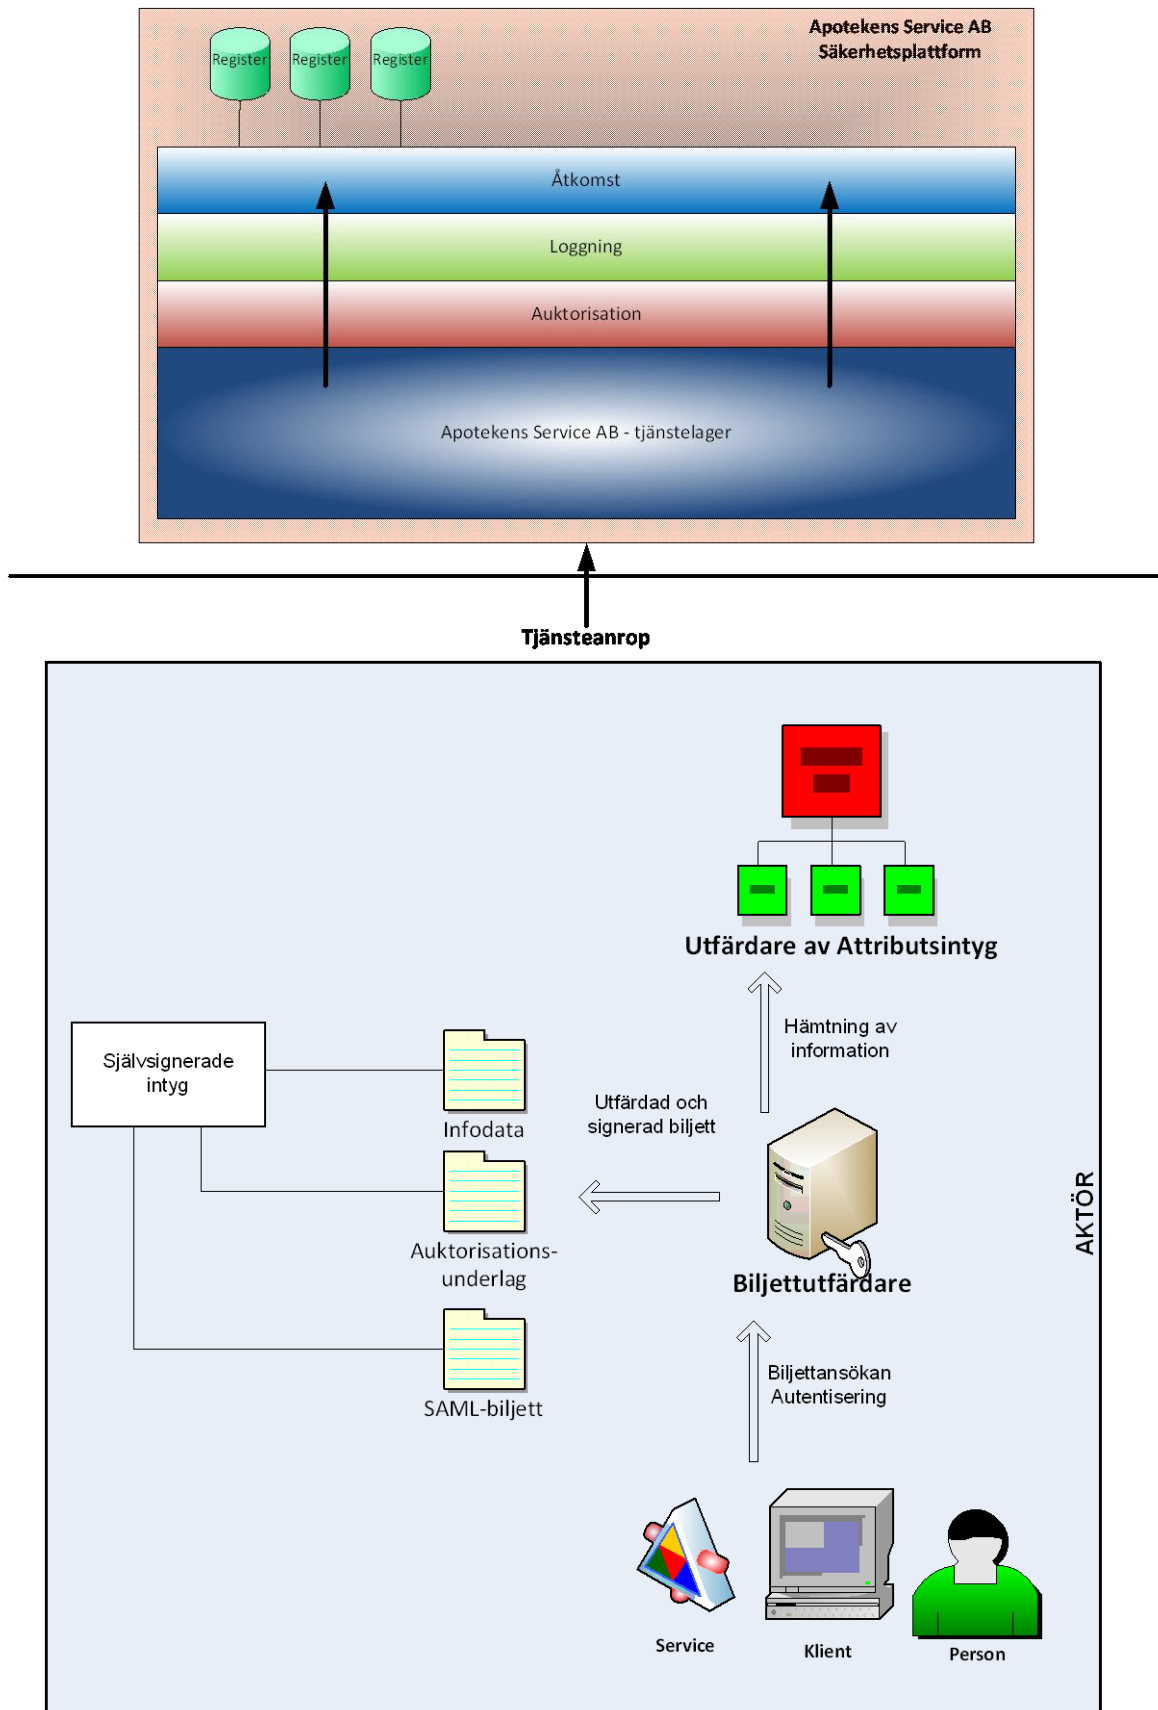 Apotekens Service AB
Säkerhetsplattform
Register
Register
Register
Åtkomst
Loggning
Auktorisation
Apotekens Service AB - tjänstelager
Tjänsteanrop
Utfärdare av Attributsintyg
Hämtning av
information
Självsignerade
intyg
Utfärdad och
signerad biljett
Infodata
Auktorisations-
underlag
Biljettutfärdare
AKTÖR
SAML-biljett
Biljettansökan
Autentisering
Service
Klient
Person